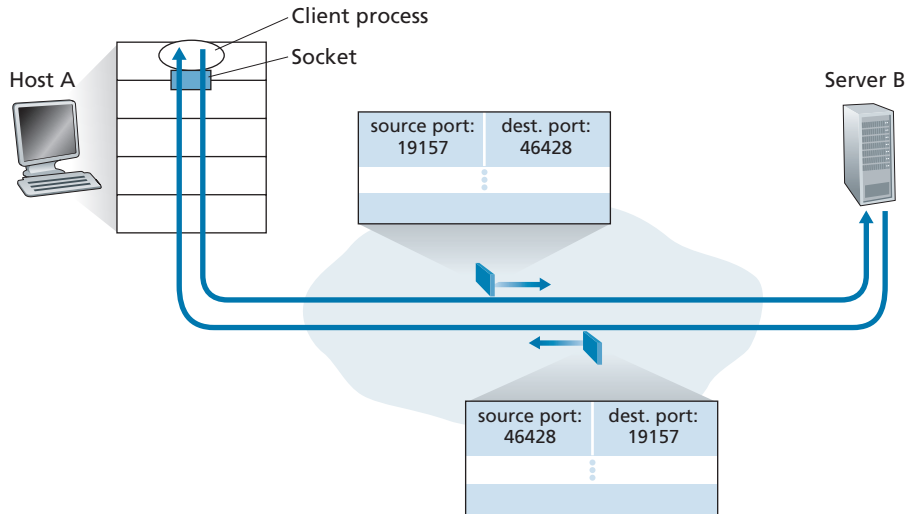 Client process
Socket
Host A
Server B
source port: dest. port:
19157 46428
source port: dest. port:
46428 19157